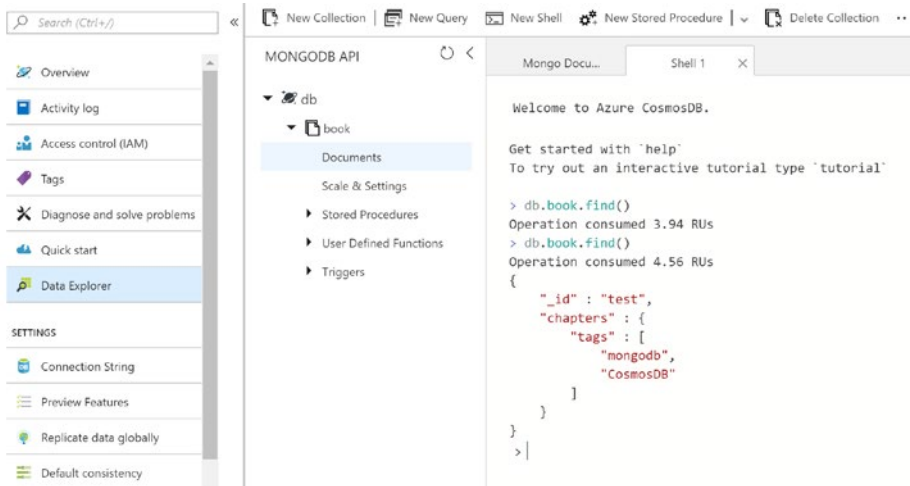 Search (Ctrl+/)
«
Overview
Activity log
Access control (IAM)
Tags
Diagnose and solve problems
Quick start
Data Explorer
SETTINGS
Connection String
Preview Features
Replicate data globally
Default consistency
New Collection
New Query
New Shell
New Stored Procedure
Delete Collection
MONGODB API
db
book
Documents
Scale & Settings
Stored Procedures
User Defined Functions
Triggers
Mongo Docu...
Shell 1
Welcome to Azure CosmosDB.
Get started with `help`
To try out an interactive tutorial type `tutorial`
> db.book.find()
Operation consumed 3.94 RUs
> db.book.find()
Operation consumed 4.56 RUs
{
"_id" : "test",
"chapters" : {
"tags" : [
"mongodb",
"CosmosDB"
]
}
}
>